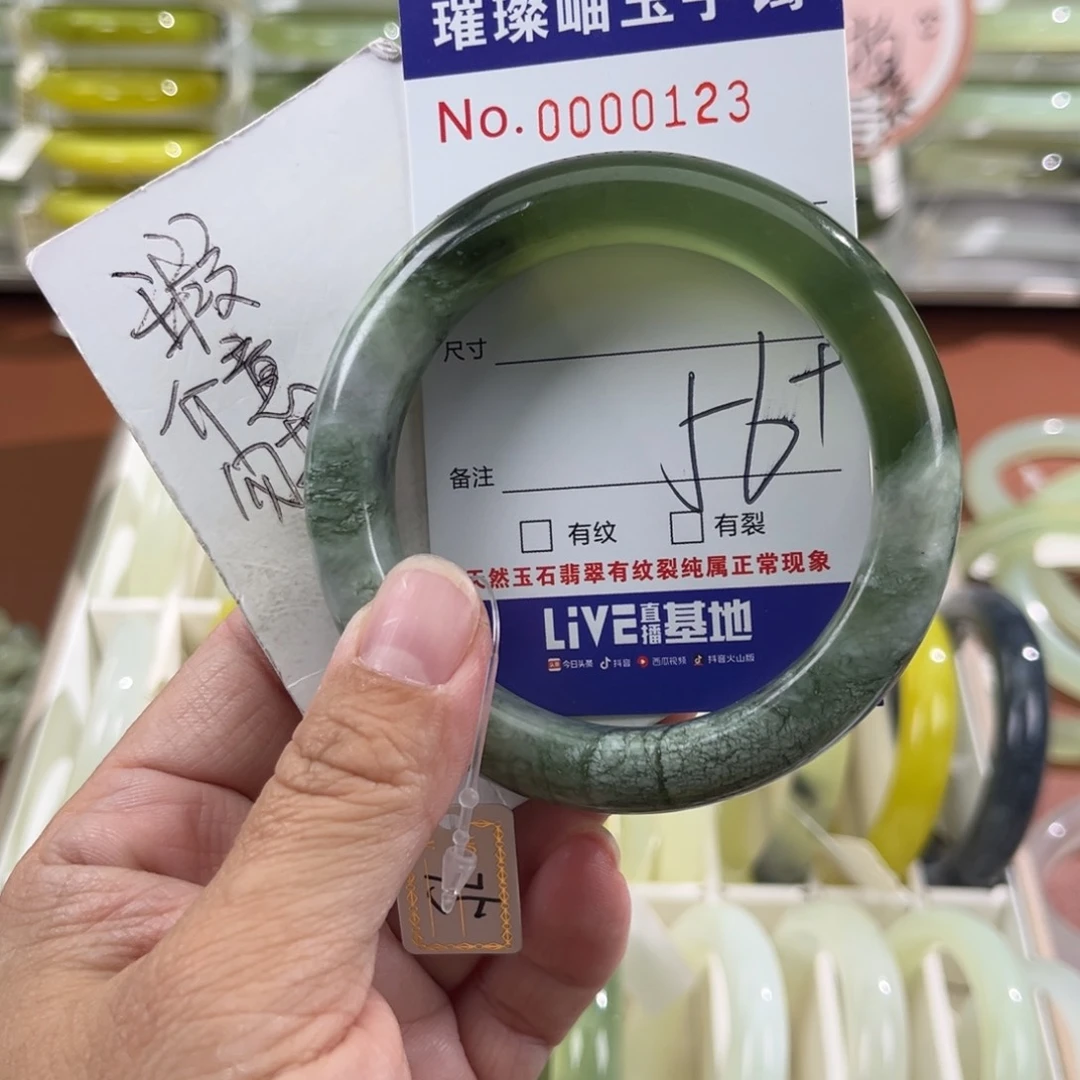 璀璨岫玉手镯
No.0000123
尺寸
56+
备注
有纹 有裂
天然玉石翡翠有纹裂纯属正常现象
LiVE直播基地
今日头条 抖音 西瓜视频 抖音火山版